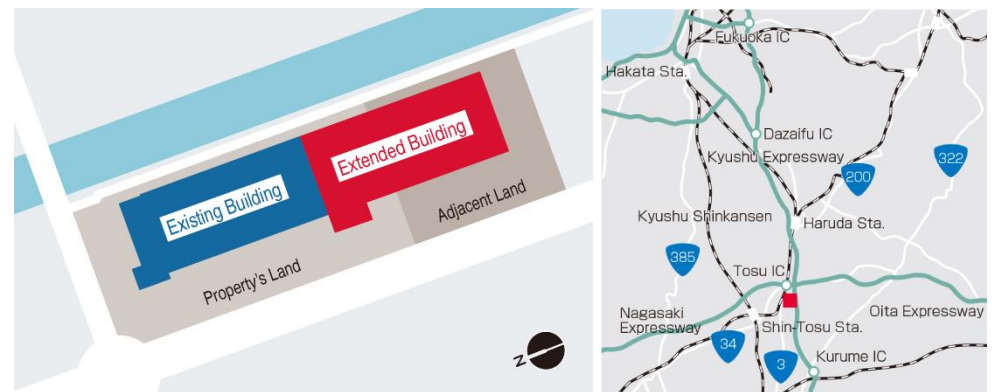 Existing Building
Extended Building
Property's Land
Adjacent Land
N
Fukuoka IC
Hakata Sta.
Dazaifu IC
Kyushu Expressway
322
200
Kyushu Shinkansen
Haruda Sta.
385
Tosu IC
Nagasaki
Expressway
Oita Expressway
Shin-Tosu Sta.
34
3
Kurume IC